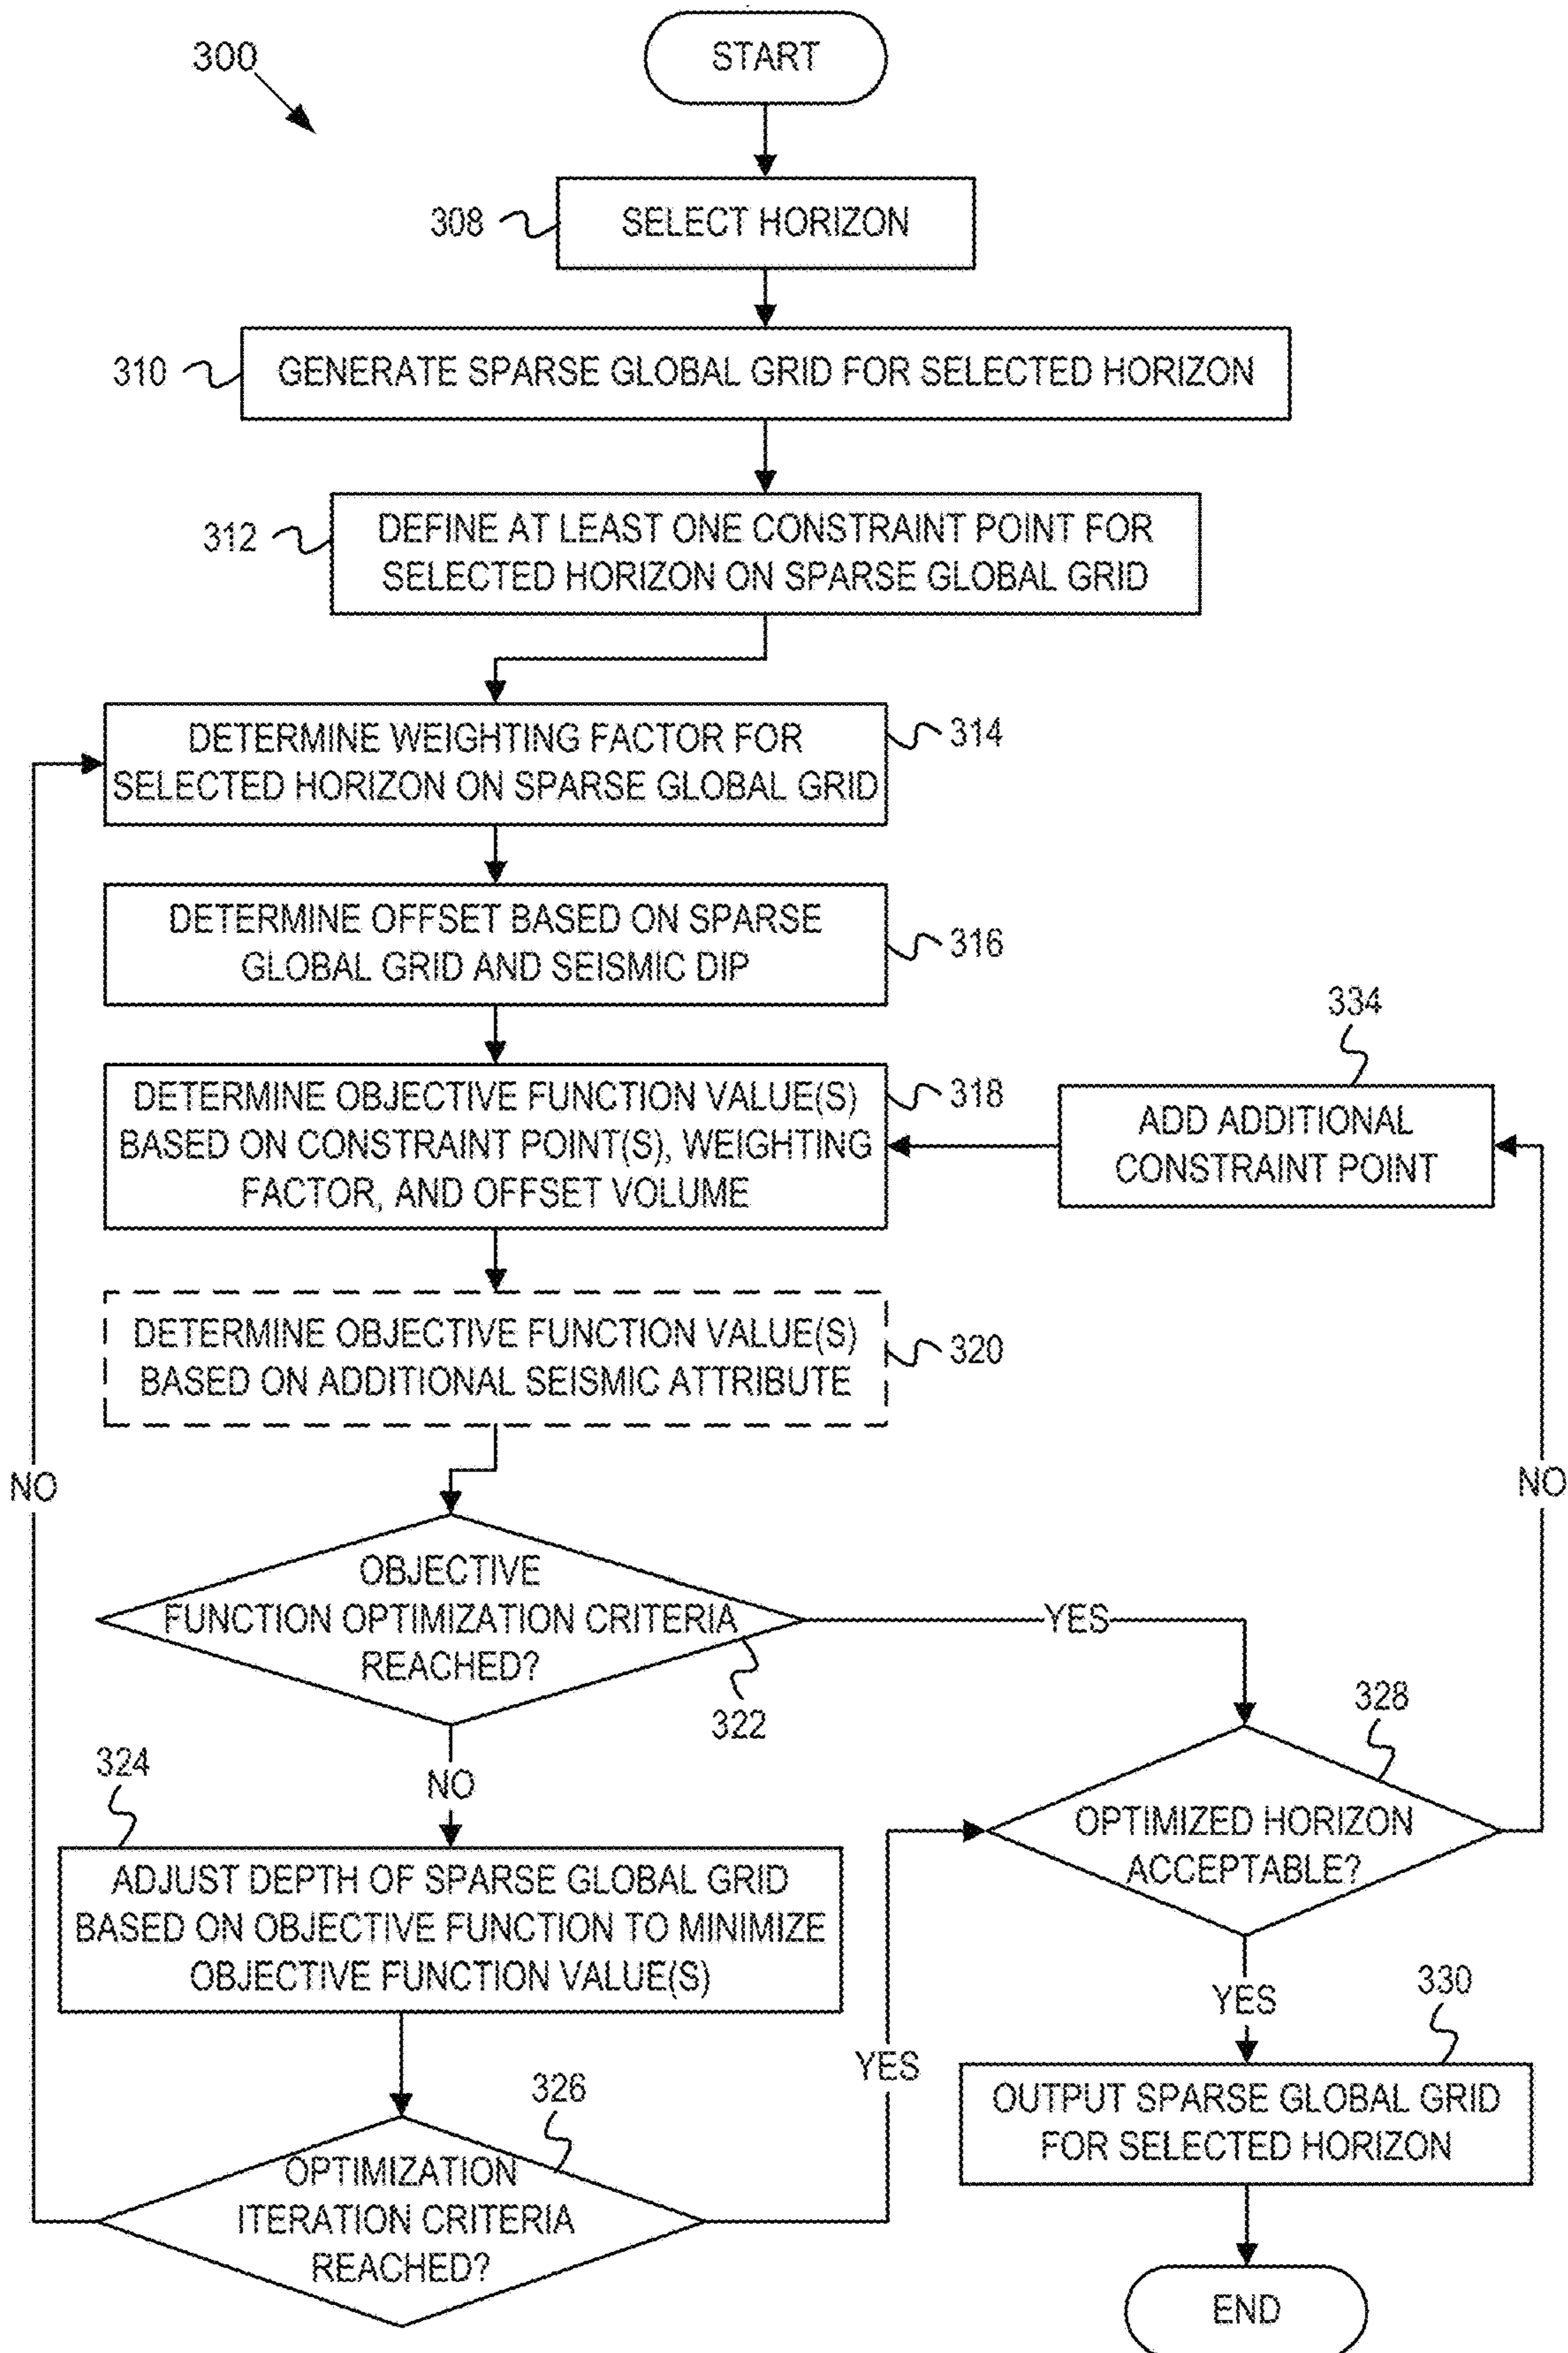 300
START
308
SELECT HORIZON
310
GENERATE SPARSE GLOBAL GRID FOR SELECTED HORIZON
312
DEFINE AT LEAST ONE CONSTRAINT POINT FOR
SELECTED HORIZON ON SPARSE GLOBAL GRID
DETERMINE WEIGHTING FACTOR FOR
SELECTED HORIZON ON SPARSE GLOBAL GRID
314
DETERMINE OFFSET BASED ON SPARSE
GLOBAL GRID AND SEISMIC DIP
316
334
DETERMINE OBJECTIVE FUNCTION VALUE(S)
BASED ON CONSTRAINT POINT(S), WEIGHTING
FACTOR, AND OFFSET VOLUME
318
ADD ADDITIONAL
CONSTRAINT POINT
DETERMINE OBJECTIVE FUNCTION VALUE(S)
BASED ON ADDITIONAL SEISMIC ATTRIBUTE
320
NO
NO
OBJECTIVE
FUNCTION OPTIMIZATION CRITERIA
REACHED?
YES
322
328
324
NO
OPTIMIZED HORIZON
ACCEPTABLE?
ADJUST DEPTH OF SPARSE GLOBAL GRID
BASED ON OBJECTIVE FUNCTION TO MINIMIZE
OBJECTIVE FUNCTION VALUE(S)
YES
330
YES
326
OUTPUT SPARSE GLOBAL GRID
FOR SELECTED HORIZON
OPTIMIZATION
ITERATION CRITERIA
REACHED?
END